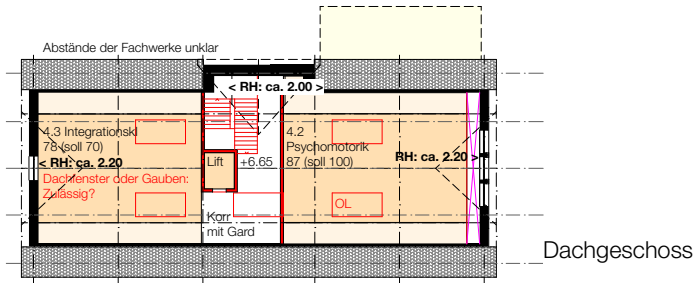 Abstände der Fachwerke unklar
< RH: ca. 2.00 >
4.3 Integrationskl
78 (soll 70)
< RH: ca. 2.20
Dachfenster oder Gauben:
Zulässig?
Lift
+6.65
4.2
Psychomotorik
87 (soll 100)
RH: ca. 2.20 >
OL
Korr
mit Gard
Dachgeschoss